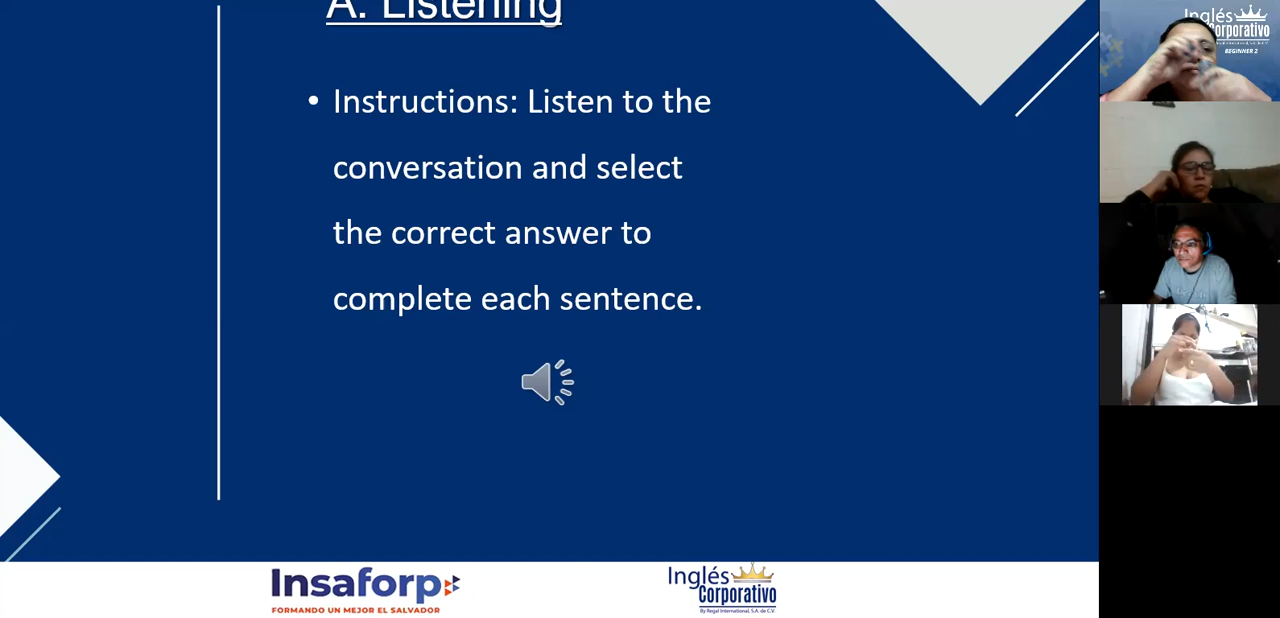 A. Listening
• Instructions: Listen to the
conversation and select
the correct answer to
complete each sentence.
Insaforp
FORMANDO UN MEJOR EL SALVADOR
Inglés
Corporativo
By Regal International, S.A. de C.V.
Inglés
Corporativo
BEGINNER 2